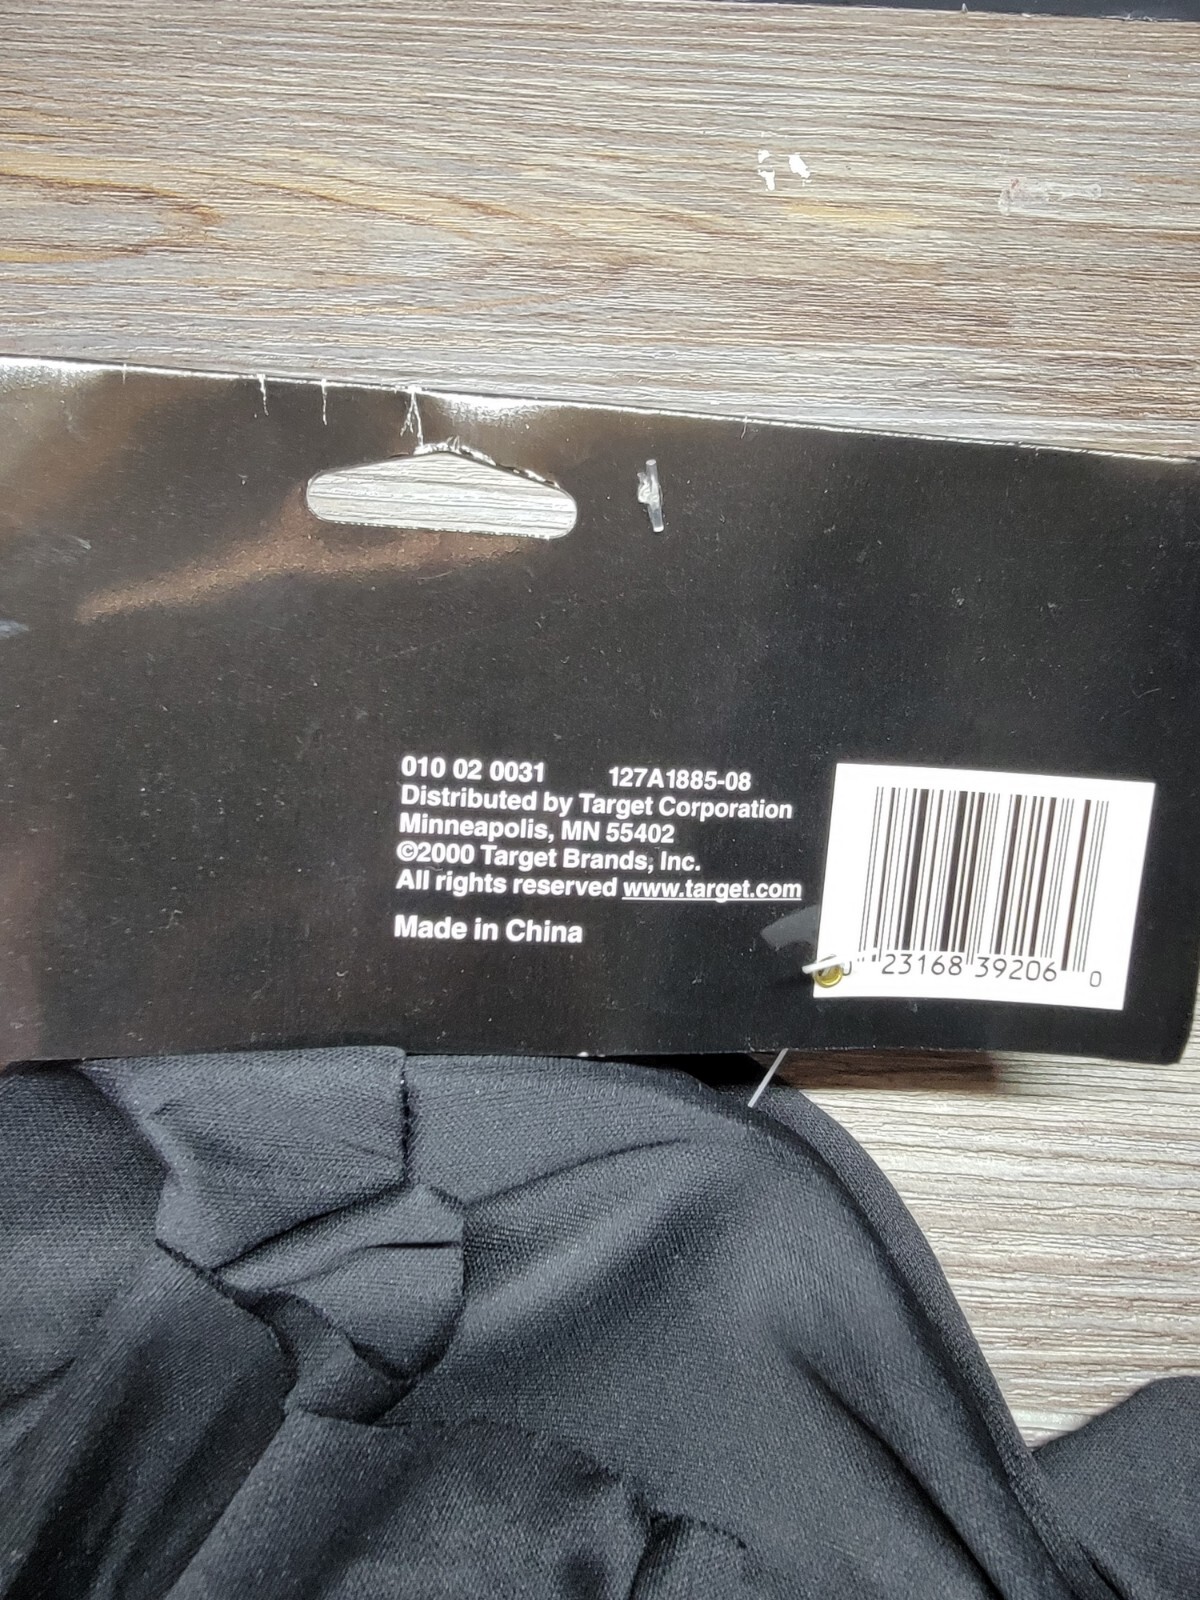 010 02 0031 127A1885-08
Distributed by Target Corporation
Minneapolis, MN 55402
©2000 Target Brands, Inc.
All rights reserved www.target.com
Made in China
0 23168 39206 0